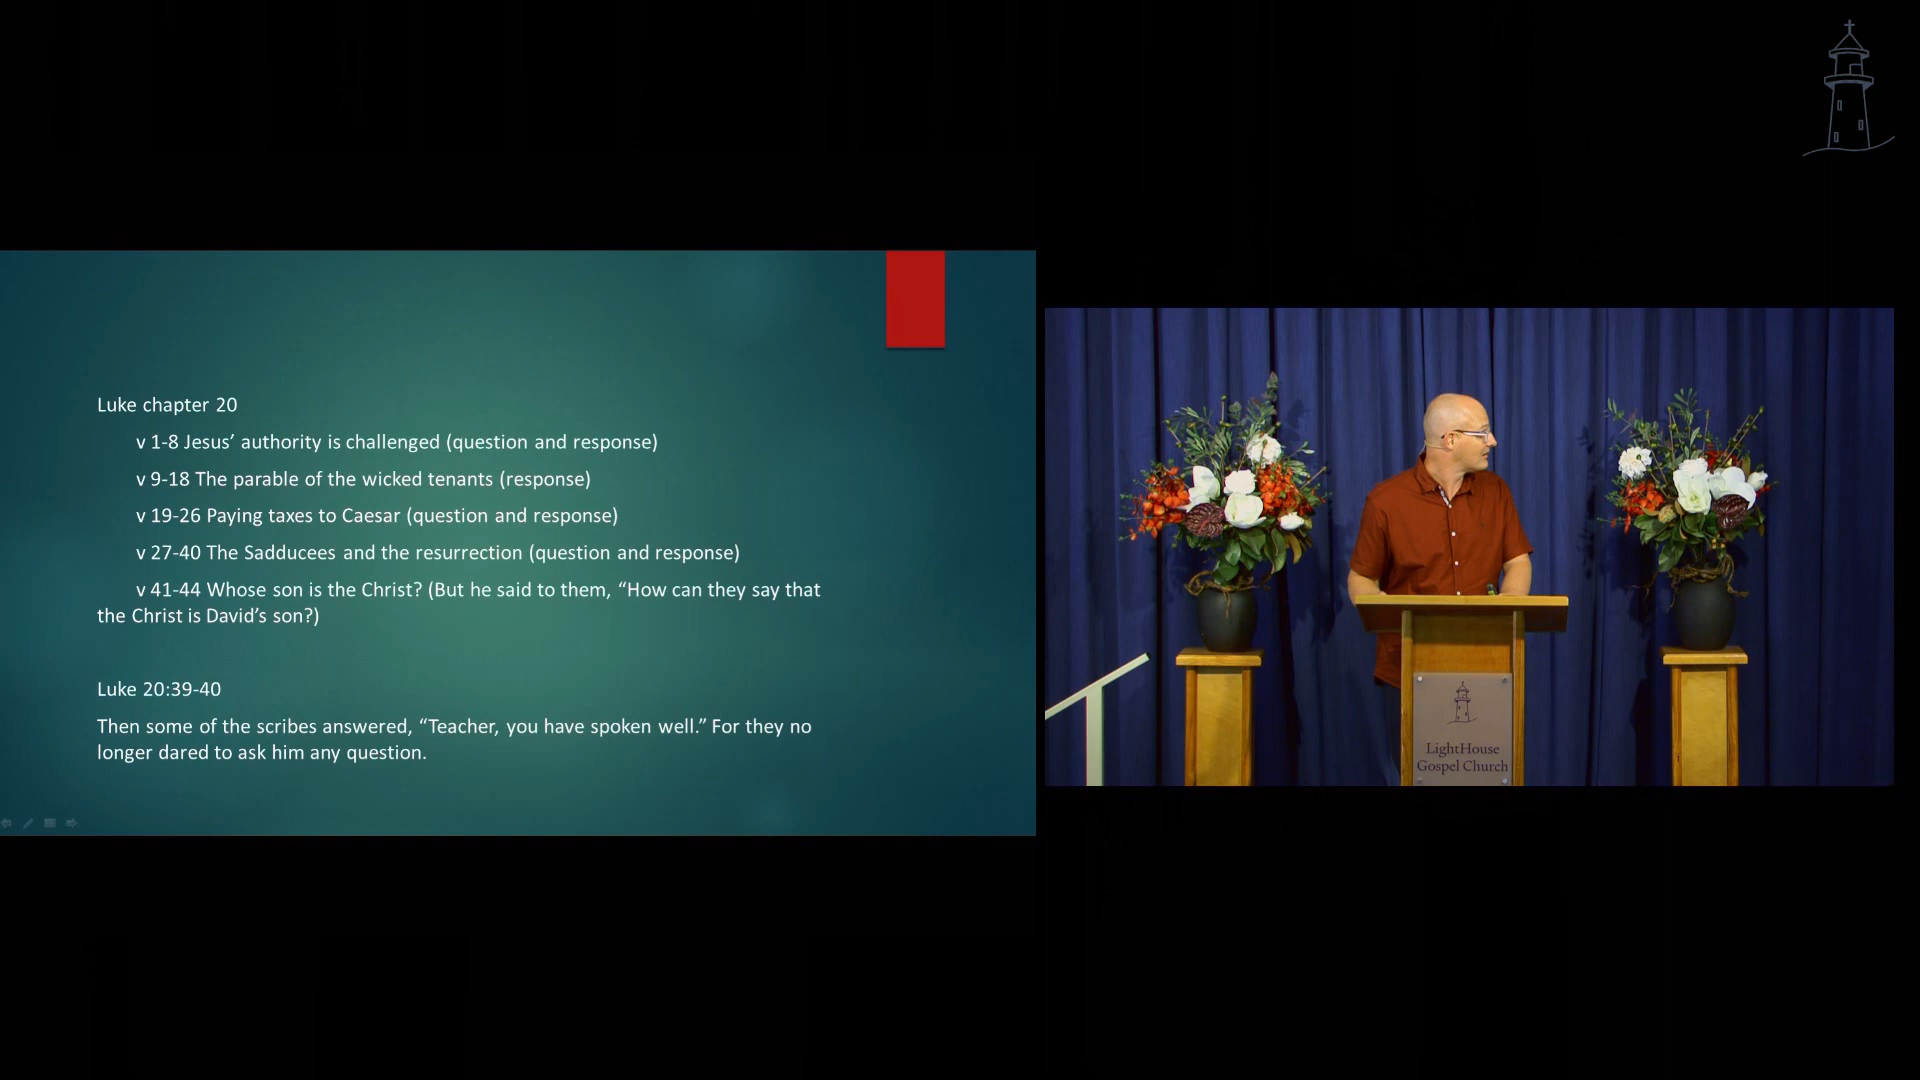 Luke chapter 20
v 1-8 Jesus’ authority is challenged (question and response)
v 9-18 The parable of the wicked tenants (response)
v 19-26 Paying taxes to Caesar (question and response)
v 27-40 The Sadducees and the resurrection (question and response)
v 41-44 Whose son is the Christ? (But he said to them, “How can they say that
the Christ is David’s son?)
Luke 20:39-40
Then some of the scribes answered, “Teacher, you have spoken well.” For they no
longer dared to ask him any question.
LightHouse
Gospel Church